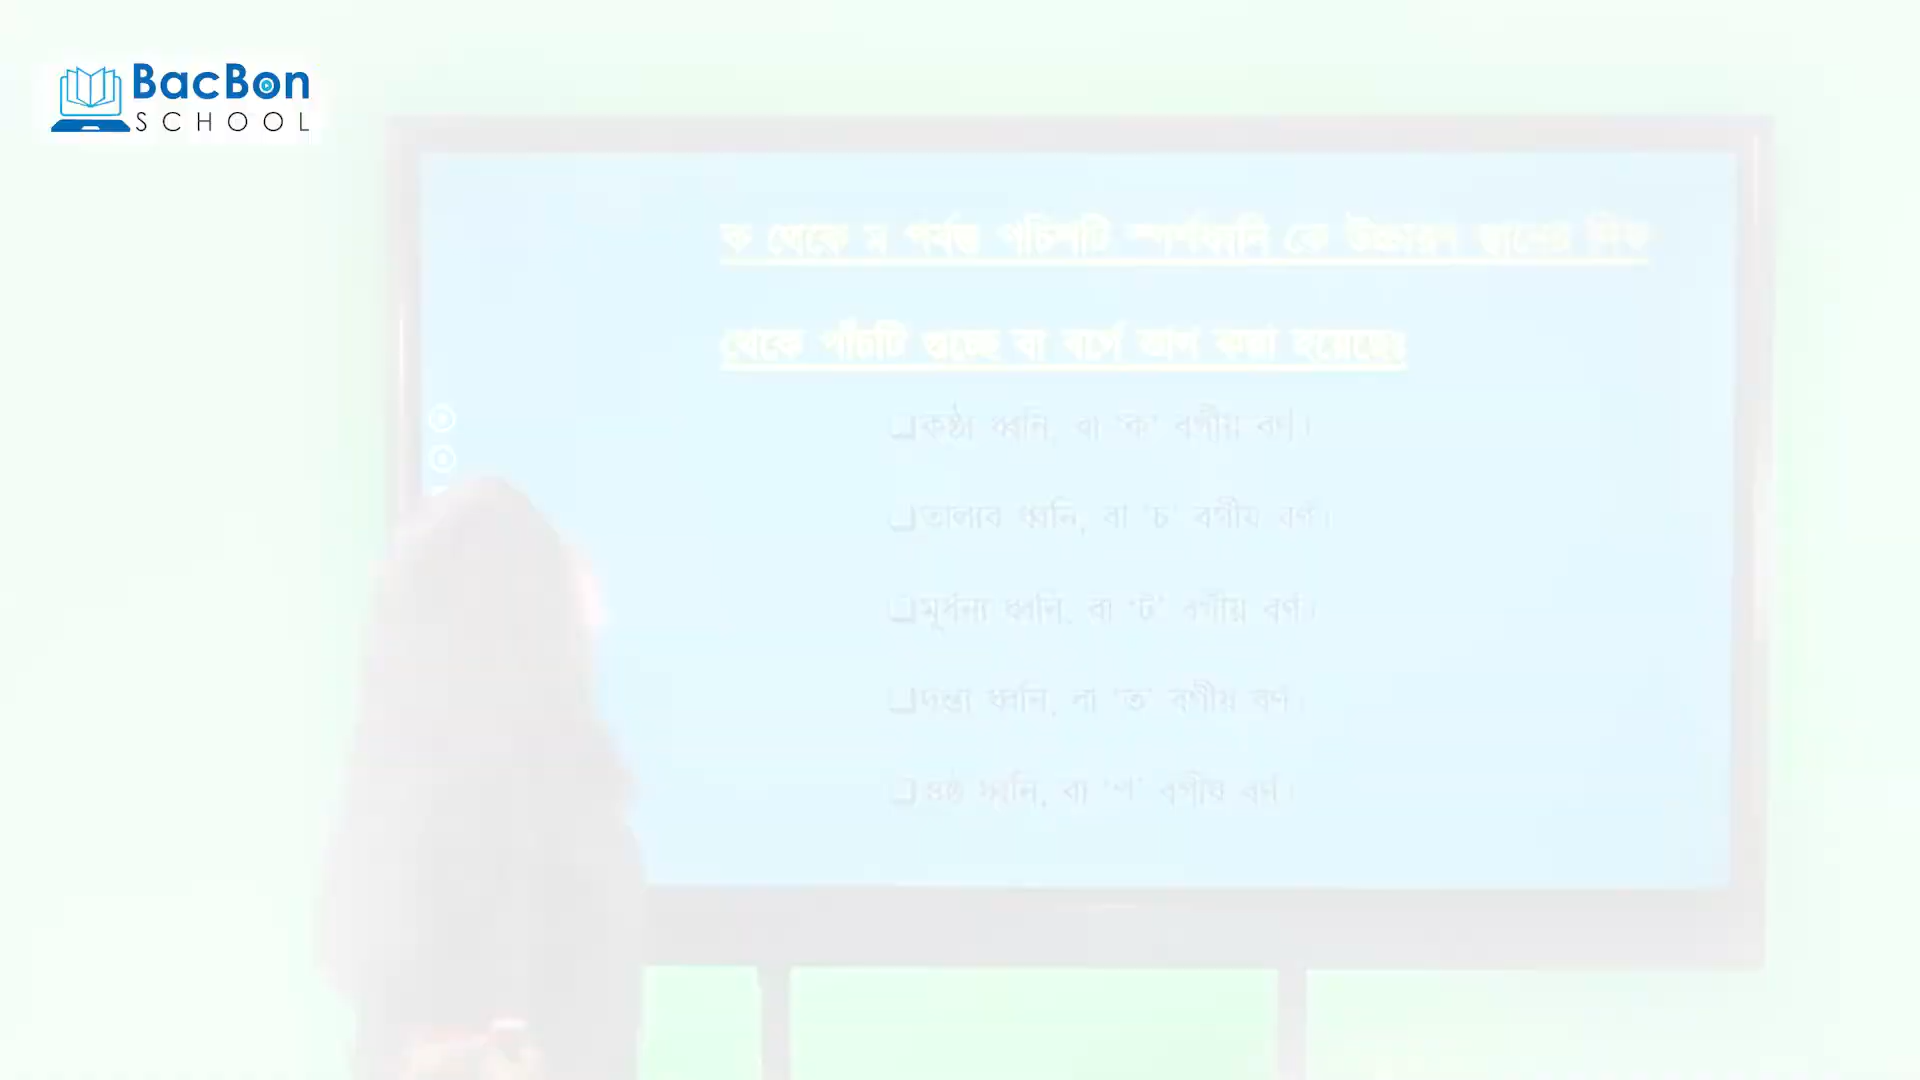 BacBon
SCHOOL
ক থেকে ম পর্যন্ত পঁচিশটি স্পর্শধ্বনি কে উচ্চারণ স্থানের দিক
থেকে পাঁচটি গুচ্ছে বা বর্গে ভাগ করা হয়েছেঃ
কণ্ঠ্য ধ্বনি, বা ‘ক’ বর্গীয় বর্ণ।
তালব্য ধ্বনি, বা ‘চ’ বর্গীয় বর্ণ।
মূর্ধন্য ধ্বনি, বা ‘ট’ বর্গীয় বর্ণ।
দন্ত্য ধ্বনি, বা ‘ত’ বর্গীয় বর্ণ।
ওষ্ঠ ধ্বনি, বা ‘প’ বর্গীয় বর্ণ।